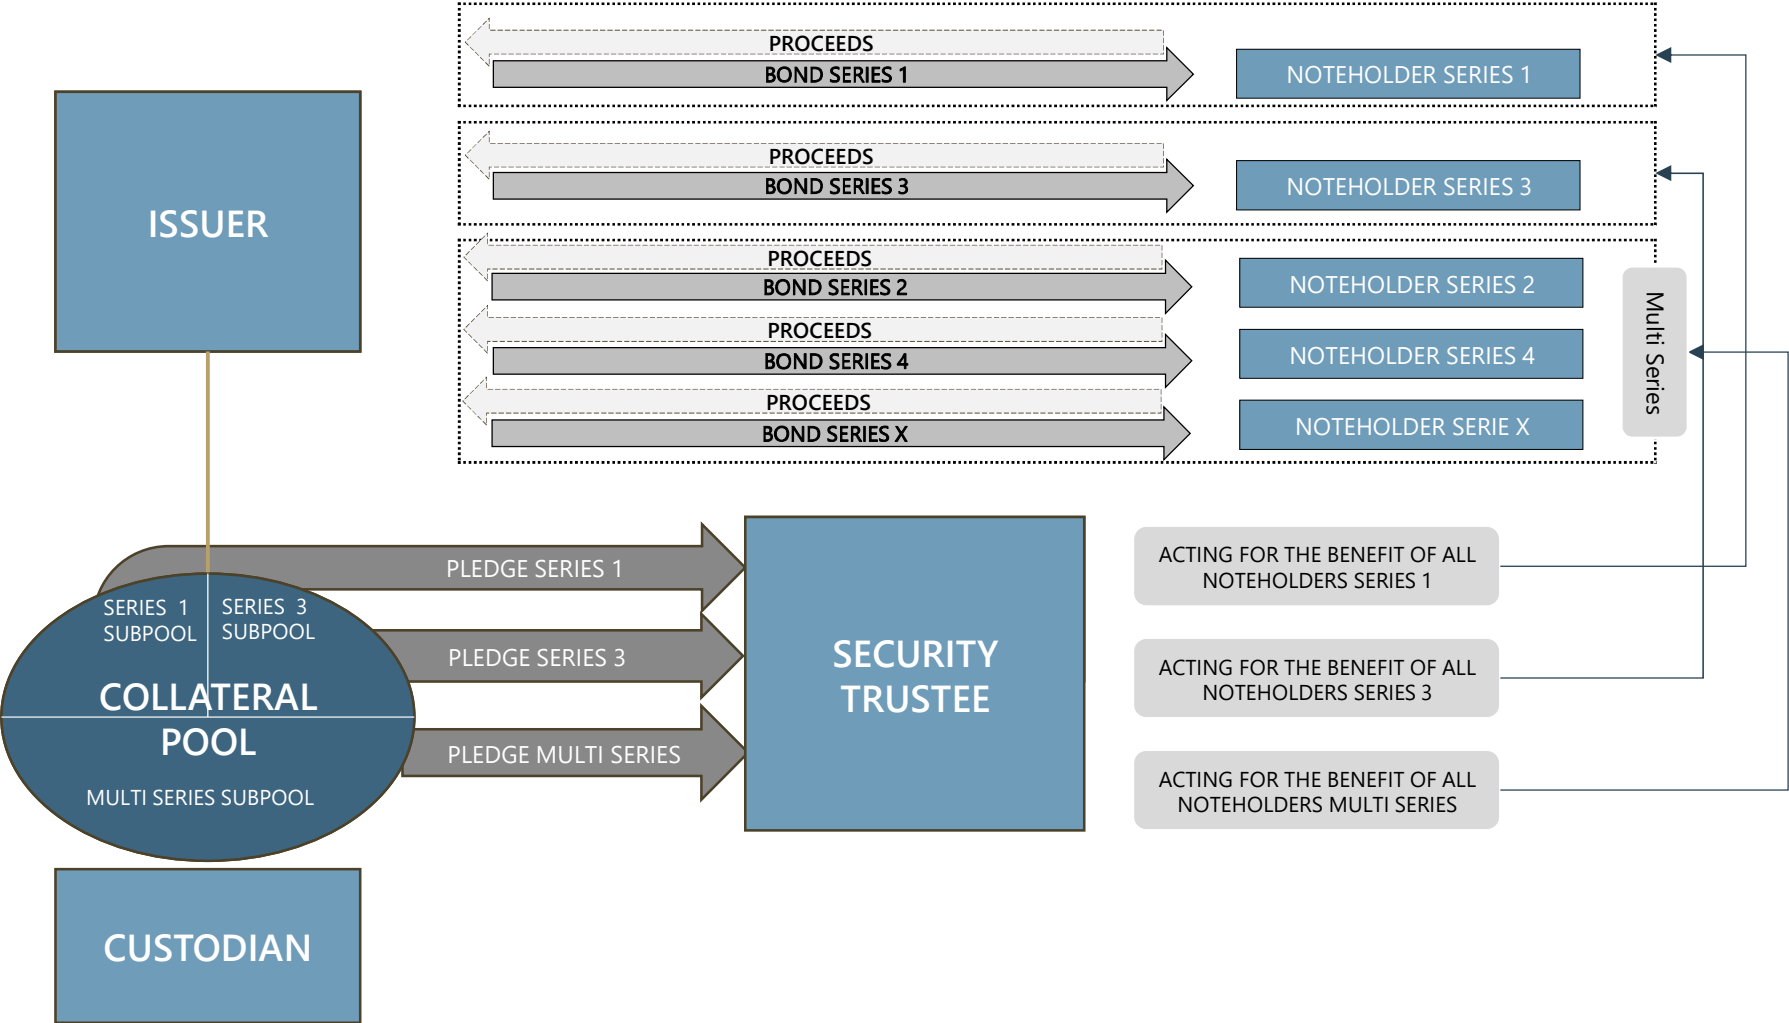 PROCEEDS
BOND SERIES 1
NOTEHOLDER SERIES 1
PROCEEDS
BOND SERIES 3
NOTEHOLDER SERIES 3
ISSUER
PROCEEDS
BOND SERIES 2
NOTEHOLDER SERIES 2
PROCEEDS
BOND SERIES 4
NOTEHOLDER SERIES 4
PROCEEDS
BOND SERIES X
NOTEHOLDER SERIE X
Multi Series
PLEDGE SERIES 1
PLEDGE SERIES 3
PLEDGE MULTI SERIES
SERIES 1
SUBPOOL
SERIES 3
SUBPOOL
COLLATERAL
POOL
MULTI SERIES SUBPOOL
SECURITY
TRUSTEE
ACTING FOR THE BENEFIT OF ALL
NOTEHOLDERS SERIES 1
ACTING FOR THE BENEFIT OF ALL
NOTEHOLDERS SERIES 3
ACTING FOR THE BENEFIT OF ALL
NOTEHOLDERS MULTI SERIES
CUSTODIAN